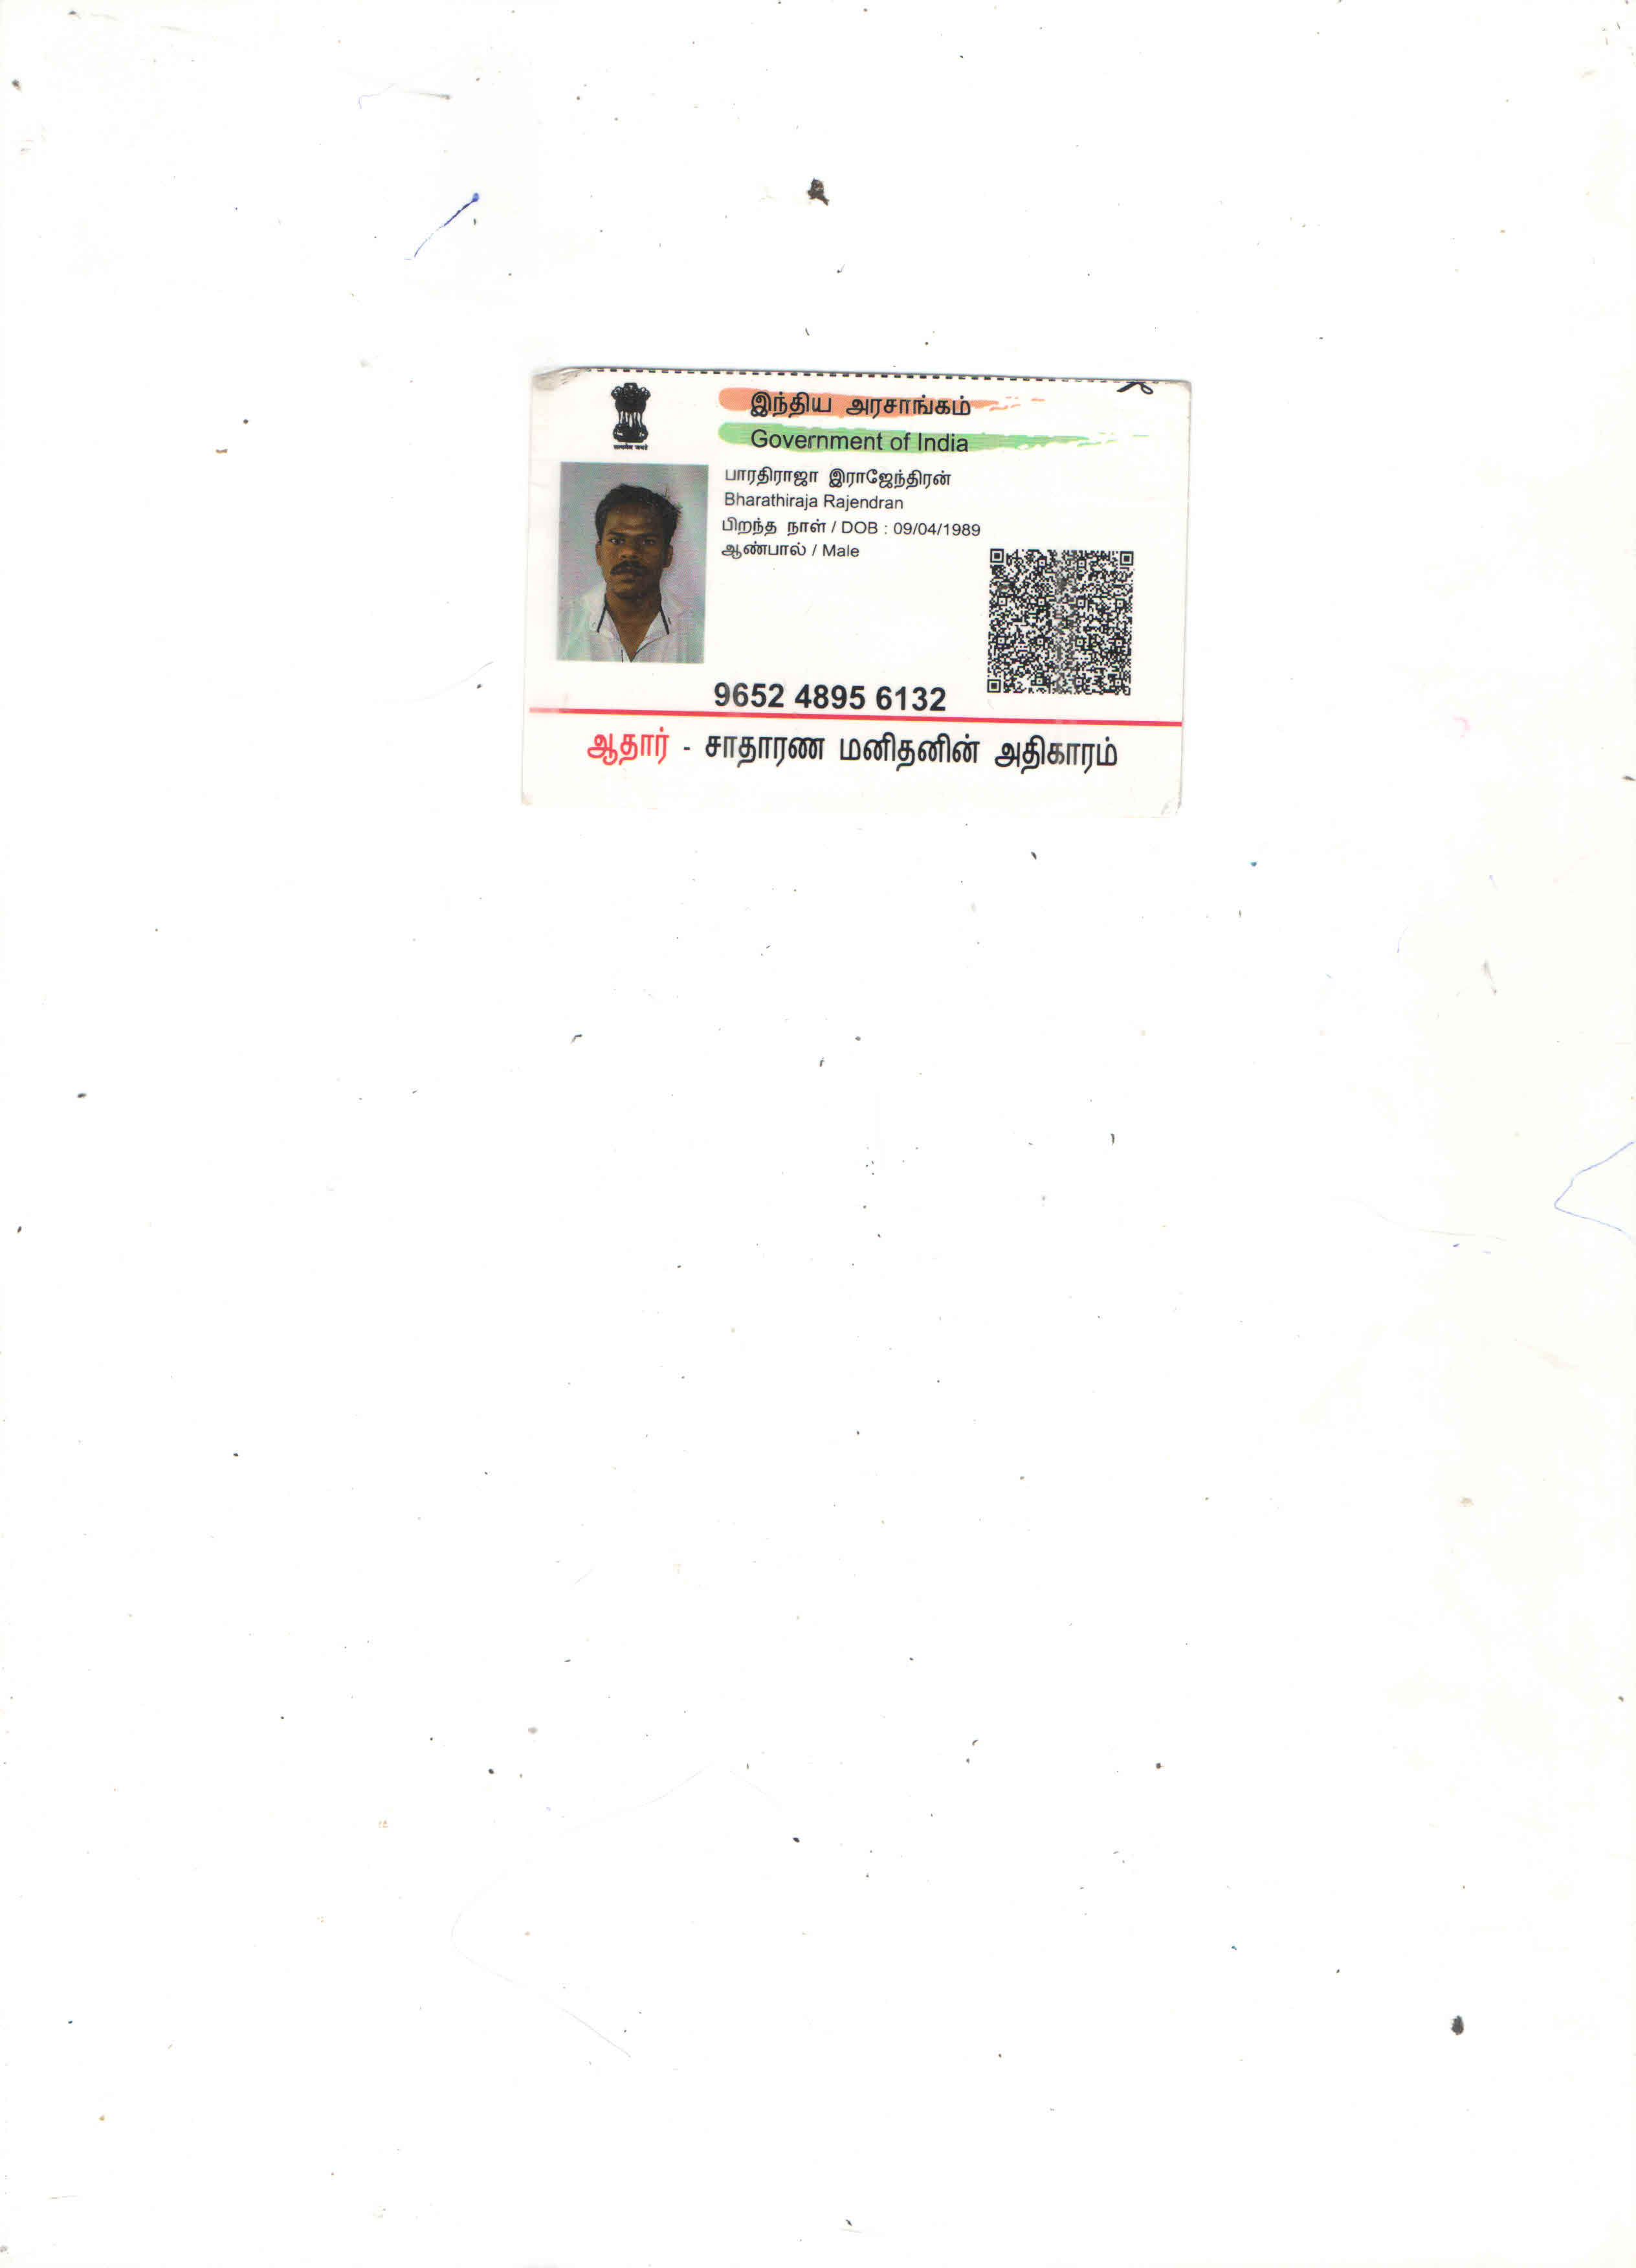 இந்திய அரசாங்கம்
Government of India
பாரதிராஜா இராஜேந்திரன்
Bharathiraja Rajendran
பிறந்த நாள் / DOB : 09/04/1989
ஆண்பால் / Male
9652 4895 6132
ஆதார் - சாதாரண மனிதனின் அதிகாரம்